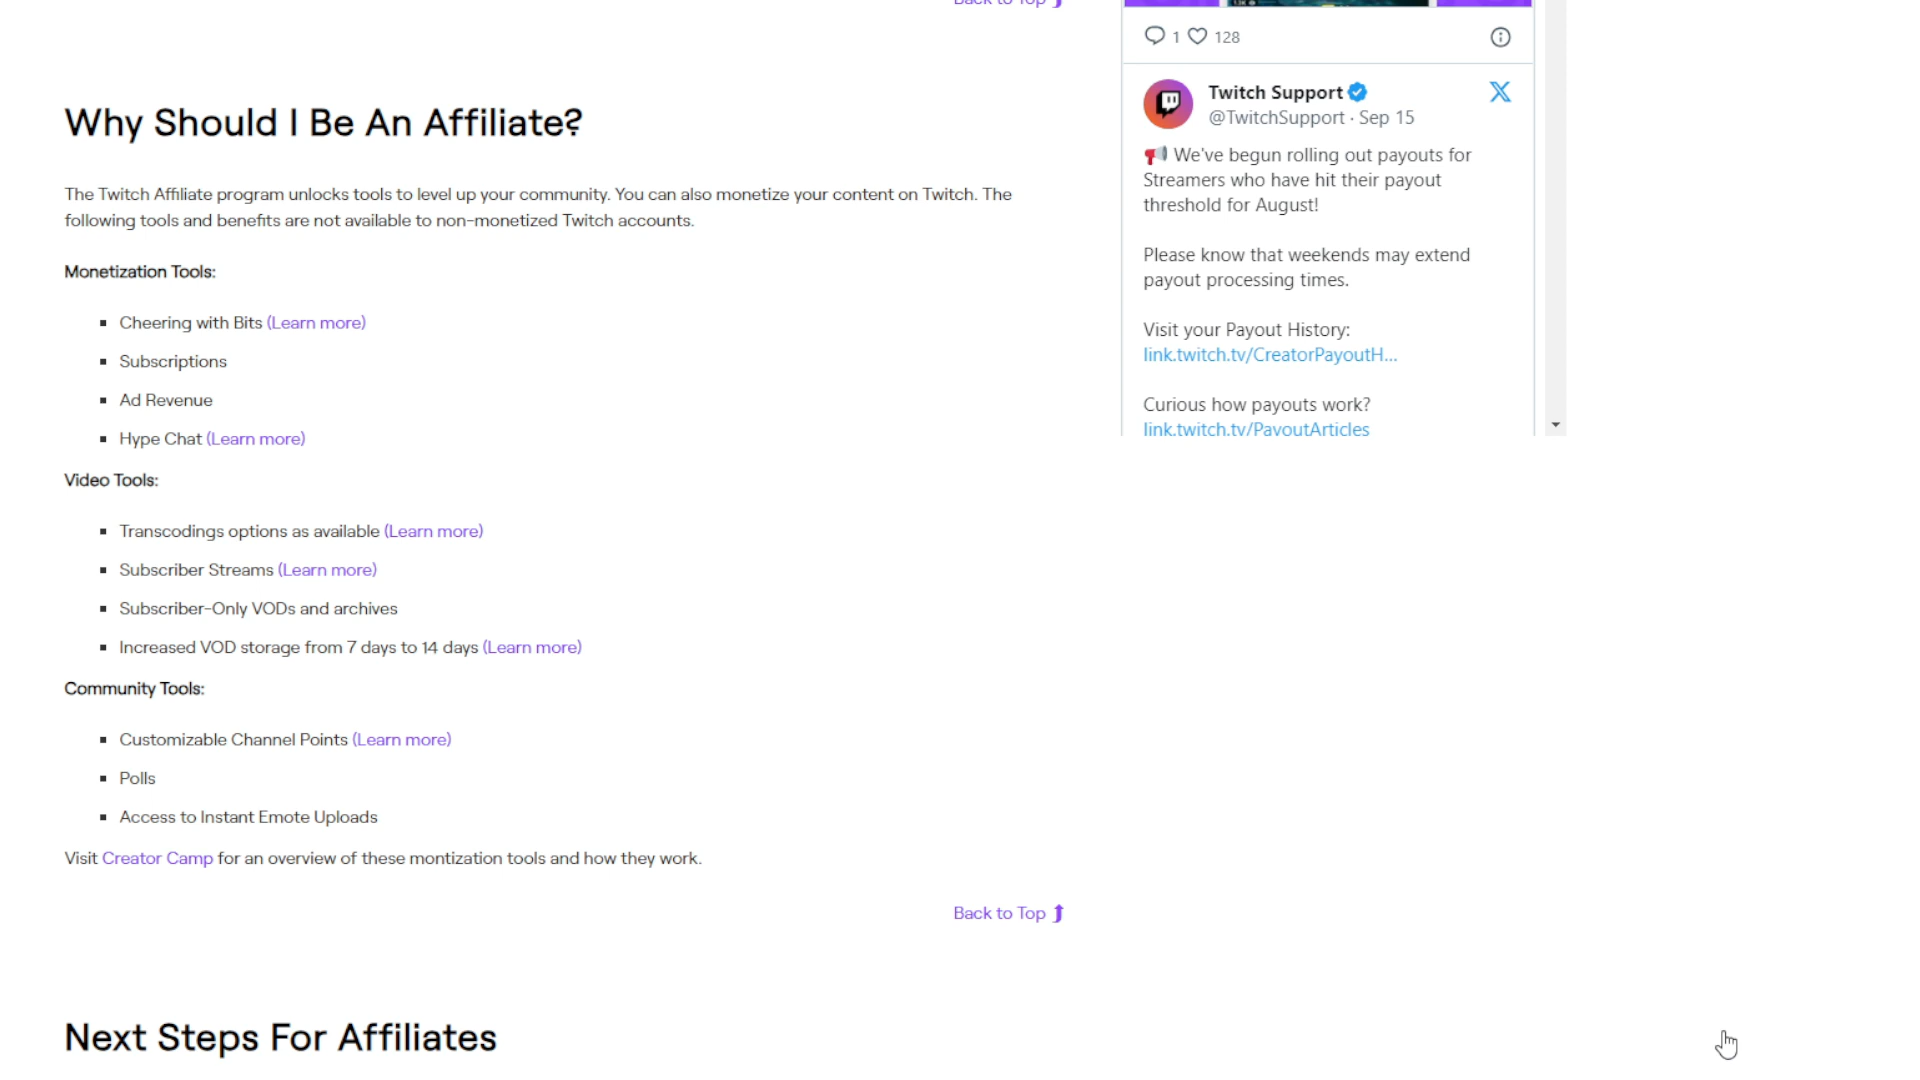 Back to Top
Why Should I Be An Affiliate?
The Twitch Affiliate program unlocks tools to level up your community. You can also monetize your content on Twitch. The
following tools and benefits are not available to non-monetized Twitch accounts.
Monetization Tools:
Cheering with Bits (Learn more)
Subscriptions
Ad Revenue
Hype Chat (Learn more)
Video Tools:
Transcodings options as available (Learn more)
Subscriber Streams (Learn more)
Subscriber-Only VODs and archives
Increased VOD storage from 7 days to 14 days (Learn more)
Community Tools:
Customizable Channel Points (Learn more)
Polls
Access to Instant Emote Uploads
Visit Creator Camp for an overview of these montization tools and how they work.
Back to Top
Next Steps For Affiliates
1 128
Twitch Support
@TwitchSupport · Sep 15
We've begun rolling out payouts for
Streamers who have hit their payout
threshold for August!
Please know that weekends may extend
payout processing times.
Visit your Payout History:
link.twitch.tv/CreatorPayoutH...
Curious how payouts work?
link.twitch.tv/PayoutArticles